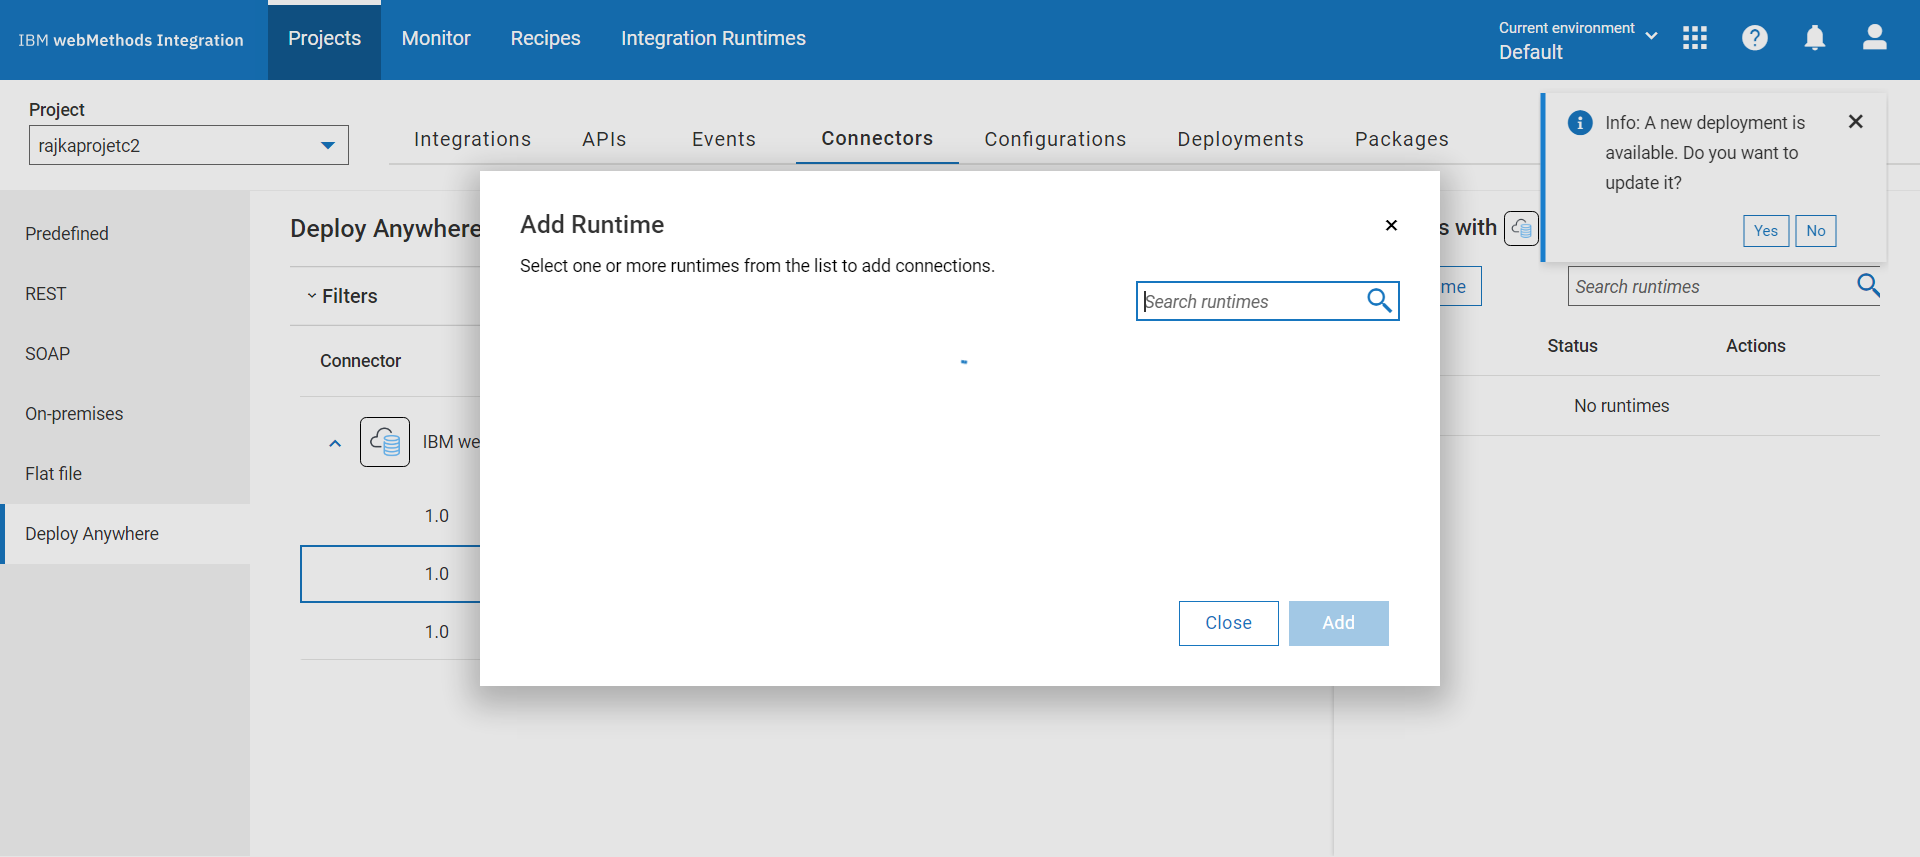 IBM webMethods Integration
Projects
Monitor
Recipes
Integration Runtimes
Current environment
Default
Project
rajkaprojetc2
Integrations
APIs
Events
Connectors
Configurations
Deployments
Packages
Info: A new deployment is
available. Do you want to
update it?
Yes
No
Predefined
REST
SOAP
On-premises
Flat file
Deploy Anywhere
Deploy Anywhere
Filters
Connector
IBM we
1.0
1.0
1.0
Add Runtime
Select one or more runtimes from the list to add connections.
Search runtimes
Close
Add
s with
me
Search runtimes
Status
Actions
No runtimes